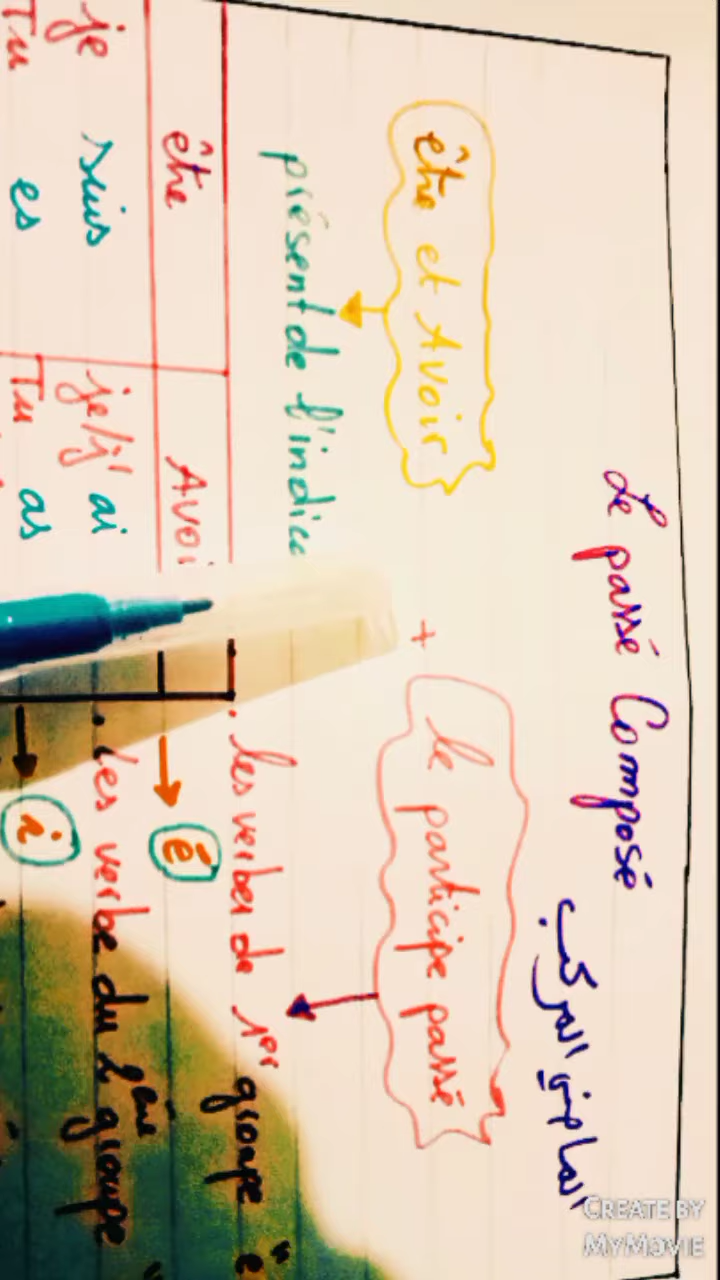 Le passé Composé
الماضي المركب
être et Avoir + le participe passé
présent de l'indic
être Avoi
je suis je/j' ai
Tu es Tu as
. les verbes de 1er groupe "e
é
. Les verbe du 2ème groupe "
i
CREATE BY
MYMOVIE